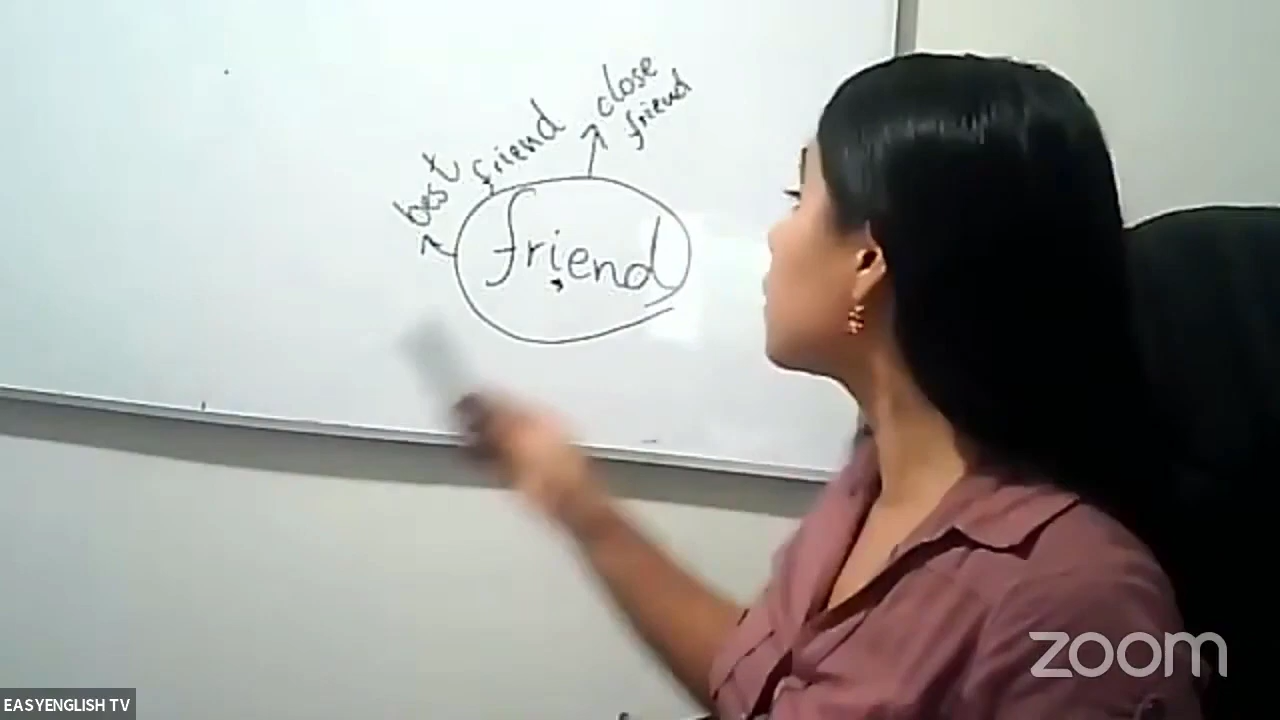 close
friend
best friend
friend
zoom
EASYENGLISH TV